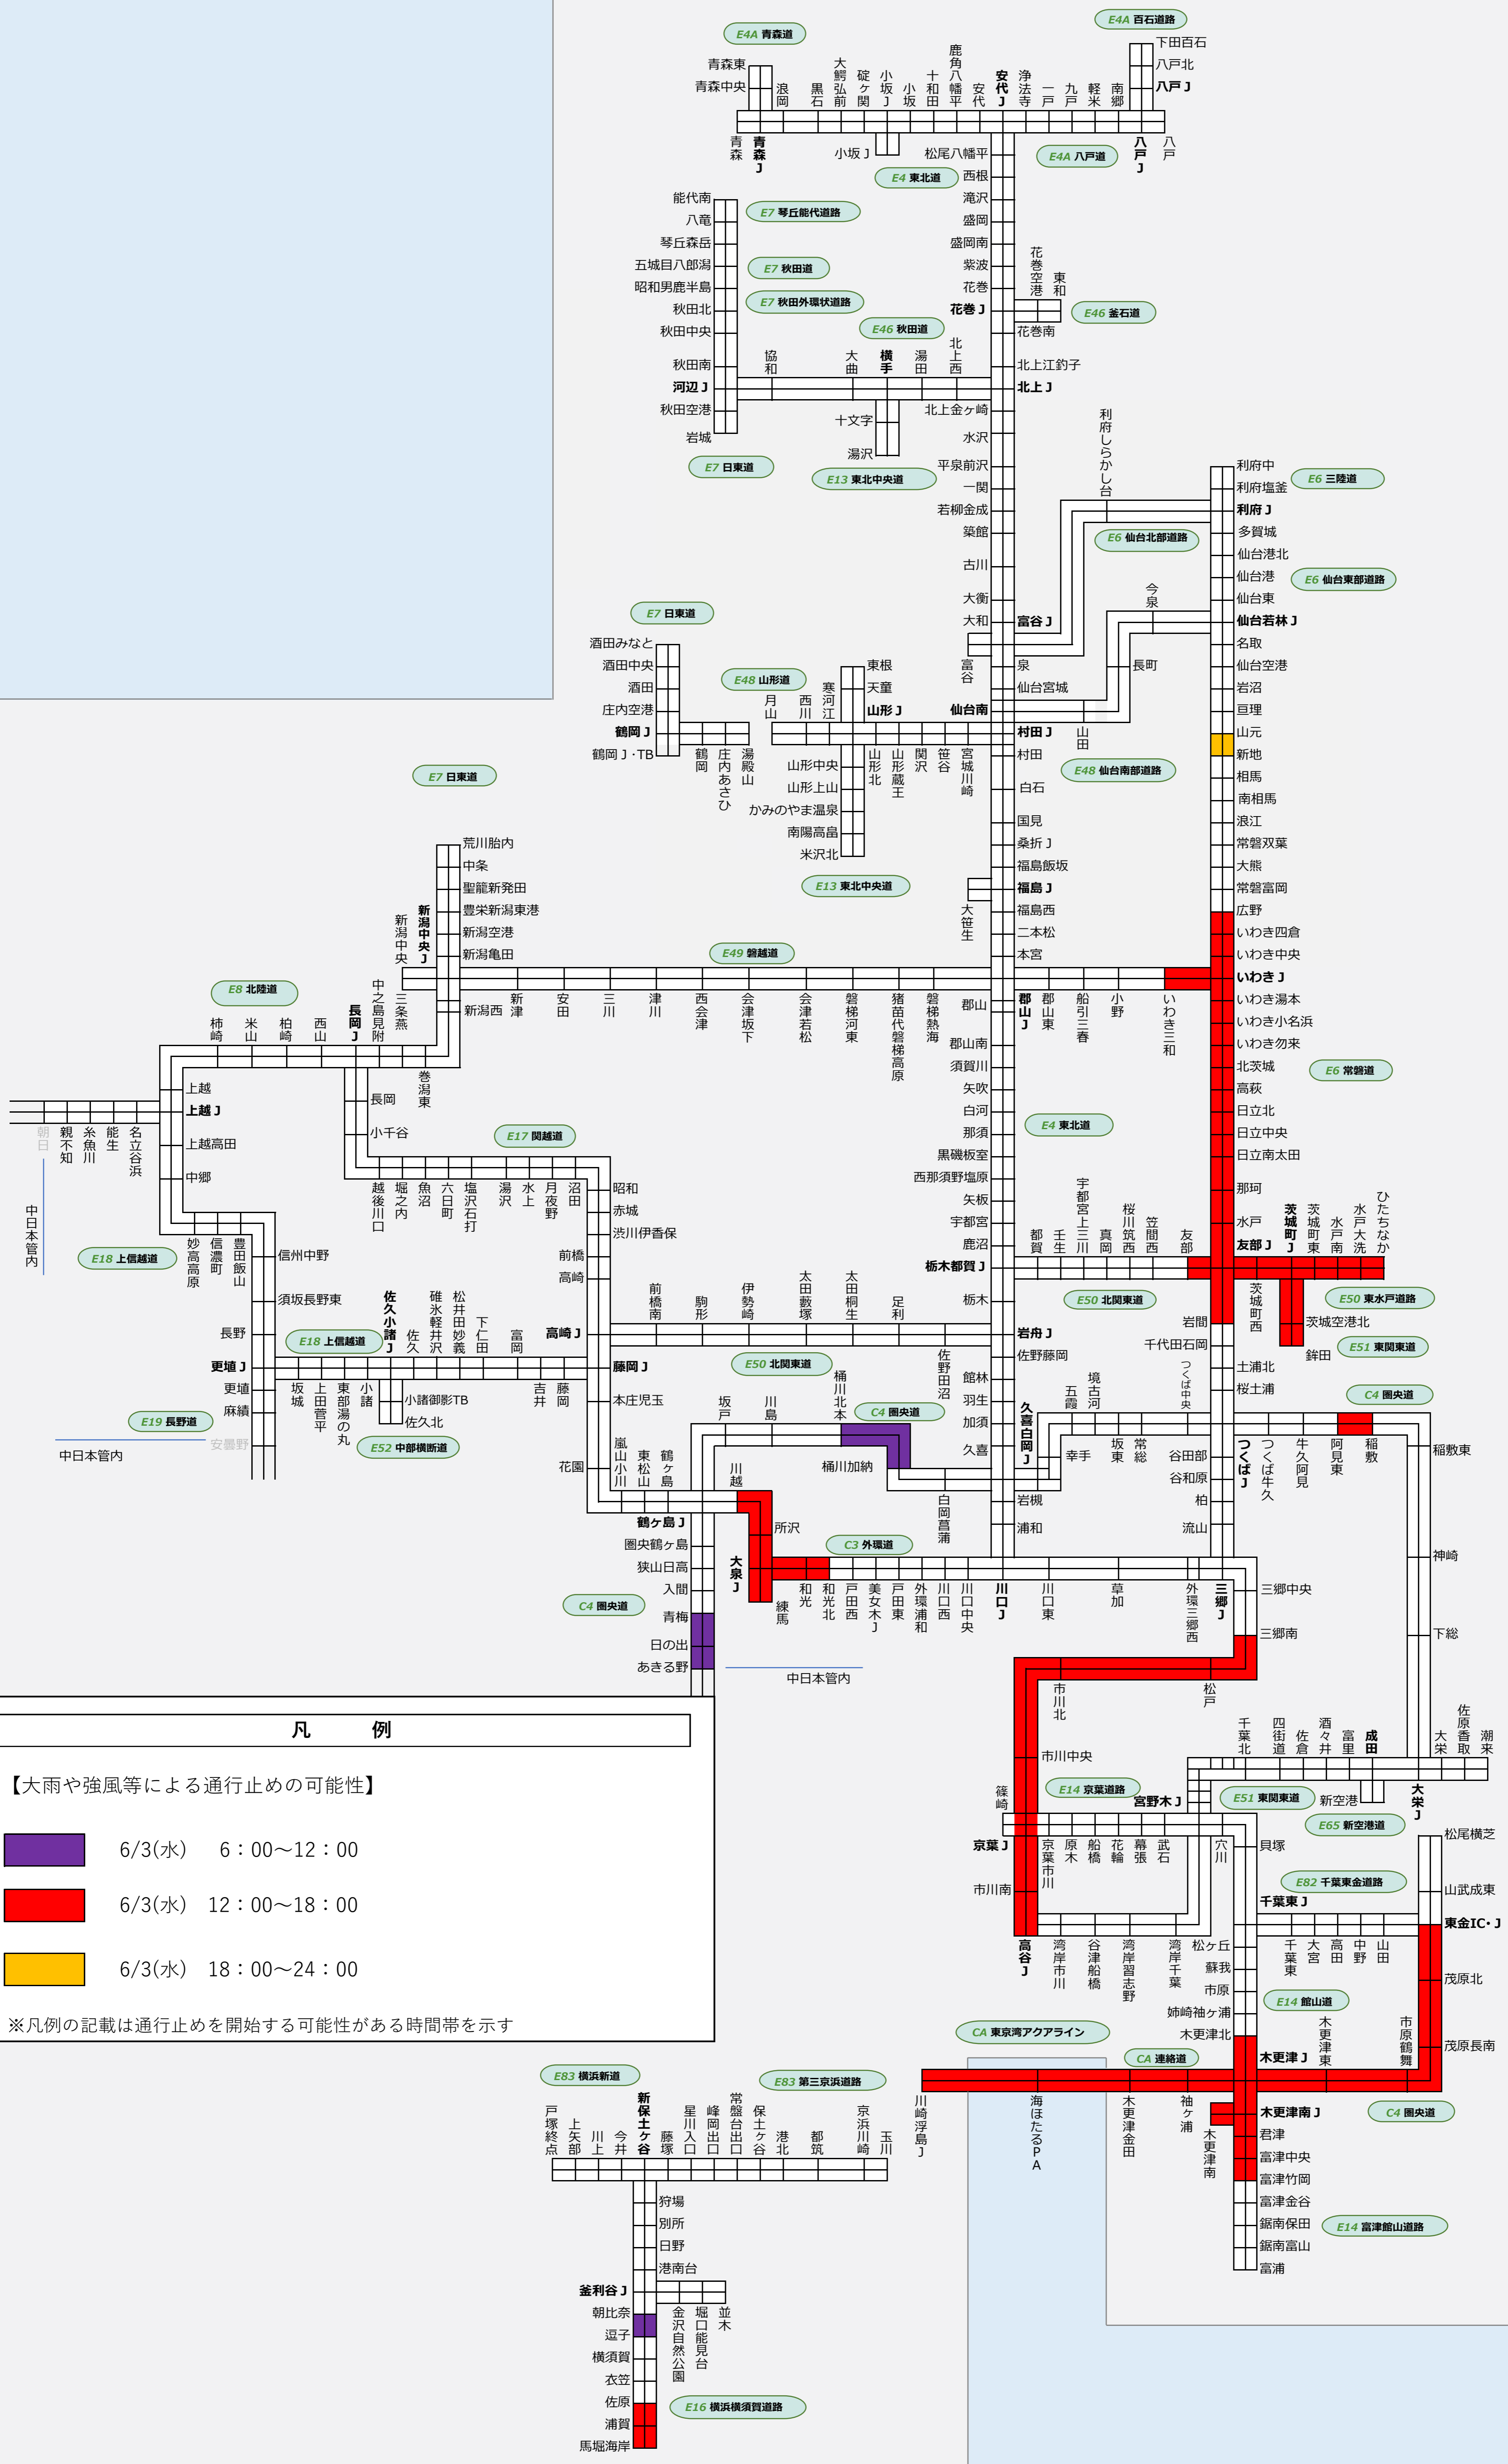 E4A 青森道
E4A 百石道路
青森東
青森中央
浪岡
黒石
大鰐弘前
碇ヶ関
小坂J
小坂
十和田
鹿角八幡平
安代
安代J
浄法寺
一戸
九戸
軽米
南郷
下田百石
八戸北
八戸J
青森
青森J
小坂J
松尾八幡平
E4A 八戸道
八戸J
八戸
E4 東北道
西根
滝沢
盛岡
盛岡南
紫波
花巻
花巻J
花巻空港
東和
E46 釜石道
花巻南
能代南
八竜
琴丘森岳
五城目八郎潟
昭和男鹿半島
秋田北
秋田中央
秋田南
河辺J
秋田空港
岩城
E7 琴丘能代道路
E7 秋田道
E7 秋田外環状道路
E46 秋田道
協和
大曲
横手
湯田
北上西
北上江釣子
北上J
十文字
湯沢
E7 日東道
E13 東北中央道
北上金ヶ崎
水沢
平泉前沢
一関
若柳金成
築館
古川
大衡
大和
富谷J
富谷
泉
仙台宮城
仙台南
村田J
村田
白石
国見
桑折J
福島飯坂
福島J
大笹生
福島西
二本松
本宮
利府しらかし台
利府中
利府塩釜
利府J
E6 三陸道
E6 仙台北部道路
多賀城
仙台港北
仙台港
E6 仙台東部道路
仙台東
仙台若林J
今泉
長町
山田
E48 仙台南部道路
名取
仙台空港
岩沼
亘理
山元
新地
相馬
南相馬
浪江
常磐双葉
大熊
常磐富岡
広野
いわき四倉
いわき中央
いわきJ
いわき湯本
いわき小名浜
いわき勿来
北茨城
E6 常磐道
高萩
日立北
日立中央
日立南太田
那珂
水戸
友部J
E7 日東道
酒田みなと
酒田中央
酒田
庄内空港
鶴岡J
鶴岡J・TB
鶴岡
庄内あさひ
湯殿山
E48 山形道
月山
西川
寒河江
東根
天童
山形J
山形北
山形蔵王
関沢
笹谷
宮城川崎
山形中央
山形上山
かみのやま温泉
南陽高畠
米沢北
E13 東北中央道
E7 日東道
荒川胎内
中条
聖籠新発田
豊栄新潟東港
新潟空港
新潟亀田
新潟中央
新潟中央J
新潟西
E49 磐越道
新津
安田
三川
津川
西会津
会津坂下
会津若松
磐梯河東
猪苗代磐梯高原
磐梯熱海
郡山
郡山J
郡山東
船引三春
小野
いわき三和
郡山南
須賀川
矢吹
白河
那須
E4 東北道
黒磯板室
西那須野塩原
矢板
宇都宮
鹿沼
栃木都賀J
都賀
壬生
宇都宮上三川
真岡
桜川筑西
笠間西
友部
E50 北関東道
茨城町西
茨城町J
茨城町東
水戸南
水戸大洗
ひたちなか
E50 東水戸道路
茨城空港北
鉾田
E51 東関東道
E8 北陸道
柿崎
米山
柏崎
西山
長岡J
中之島見附
三条燕
巻潟東
上越
上越J
上越高田
中郷
朝日
親不知
糸魚川
能生
名立谷浜
中日本管内
長岡
小千谷
E17 関越道
越後川口
堀之内
魚沼
六日町
塩沢石打
湯沢
水上
月夜野
沼田
昭和
赤城
渋川伊香保
前橋
高崎
高崎J
藤岡J
本庄児玉
花園
E18 上信越道
妙高高原
信濃町
豊田飯山
信州中野
須坂長野東
長野
更埴J
更埴
麻績
安曇野
E19 長野道
中日本管内
E18 上信越道
坂城
上田菅平
東部湯の丸
小諸
佐久小諸J
佐久
碓氷軽井沢
松井田妙義
下仁田
富岡
吉井
藤岡
小諸御影TB
佐久北
E52 中部横断道
前橋南
駒形
伊勢崎
太田藪塚
太田桐生
足利
佐野田沼
E50 北関東道
栃木
岩舟J
佐野藤岡
館林
羽生
加須
久喜
久喜白岡J
岩槻
浦和
岩間
千代田石岡
土浦北
桜土浦
つくばJ
谷田部
谷和原
柏
流山
三郷J
嵐山小川
東松山
鶴ヶ島
鶴ヶ島J
坂戸
川島
桶川北本
C4 圏央道
桶川加納
白岡菖蒲
五霞
境古河
幸手
坂東
常総
つくば中央
つくば牛久
牛久阿見
阿見東
稲敷
C4 圏央道
稲敷東
神崎
下総
川越
所沢
大泉J
練馬
圏央鶴ヶ島
狭山日高
入間
青梅
日の出
あきる野
C4 圏央道
中日本管内
C3 外環道
和光
和光北
戸田西
美女木J
戸田東
外環浦和
川口西
川口中央
川口J
川口東
草加
外環三郷西
三郷中央
三郷南
松戸
市川北
市川中央
E14 京葉道路
篠崎
京葉J
市川南
高谷J
京葉市川
原木
船橋
花輪
幕張
武石
宮野木J
穴川
貝塚
千葉北
四街道
佐倉
酒々井
富里
成田
新空港
大栄J
大栄
佐原香取
潮来
E51 東関東道
E65 新空港道
E82 千葉東金道路
千葉東J
松尾横芝
山武成東
東金IC・J
茂原北
茂原長南
湾岸市川
谷津船橋
湾岸習志野
湾岸千葉
松ヶ丘
蘇我
市原
姉崎袖ヶ浦
木更津北
千葉東
大宮
高田
中野
山田
E14 館山道
CA 東京湾アクアライン
CA 連絡道
木更津J
木更津東
市原鶴舞
川崎浮島J
海ほたるPA
木更津金田
袖ヶ浦
木更津南
木更津南J
C4 圏央道
君津
富津中央
富津竹岡
富津金谷
鋸南保田
鋸南富山
富浦
E14 富津館山道路
凡 例
【大雨や強風等による通行止めの可能性】
6/3(水) 6：00～12：00
6/3(水) 12：00～18：00
6/3(水) 18：00～24：00
※凡例の記載は通行止めを開始する可能性がある時間帯を示す
E83 横浜新道
E83 第三京浜道路
戸塚終点
上矢部
川上
今井
新保土ヶ谷
藤塚
星川入口
峰岡出口
常盤台出口
保土ヶ谷
港北
都筑
京浜川崎
玉川
狩場
別所
日野
港南台
釜利谷J
金沢自然公園
堀口能見台
並木
朝比奈
逗子
横須賀
衣笠
佐原
浦賀
馬堀海岸
E16 横浜横須賀道路